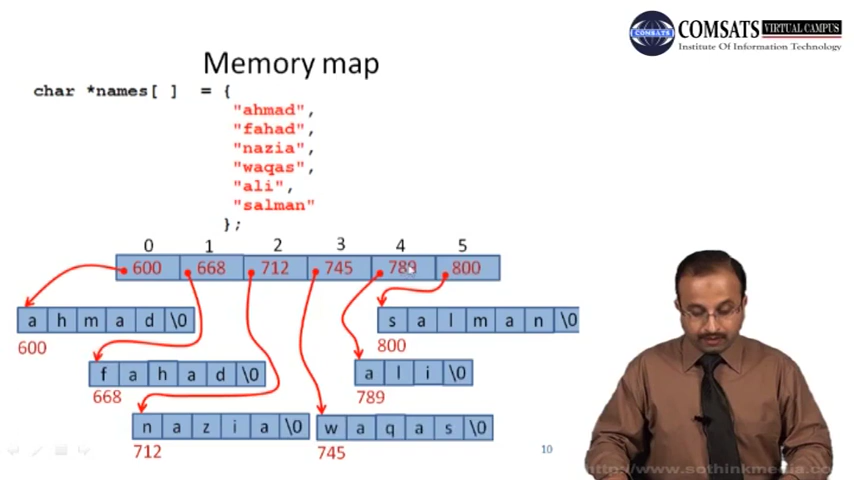 COMSATS VIRTUAL CAMPUS
COMSATS
Institute Of Information Technology
Memory map
char *names[ ] = {
"ahmad",
"fahad",
"nazia",
"waqas",
"ali",
"salman"
};
0 1 2 3 4 5
600 668 712 745 789 800
a h m a d \0
600
s a l m a n \0
800
f a h a d \0
668
a l i \0
789
n a z i a \0
712
w a q a s \0
745
10
http://www.sothinkmedia.com